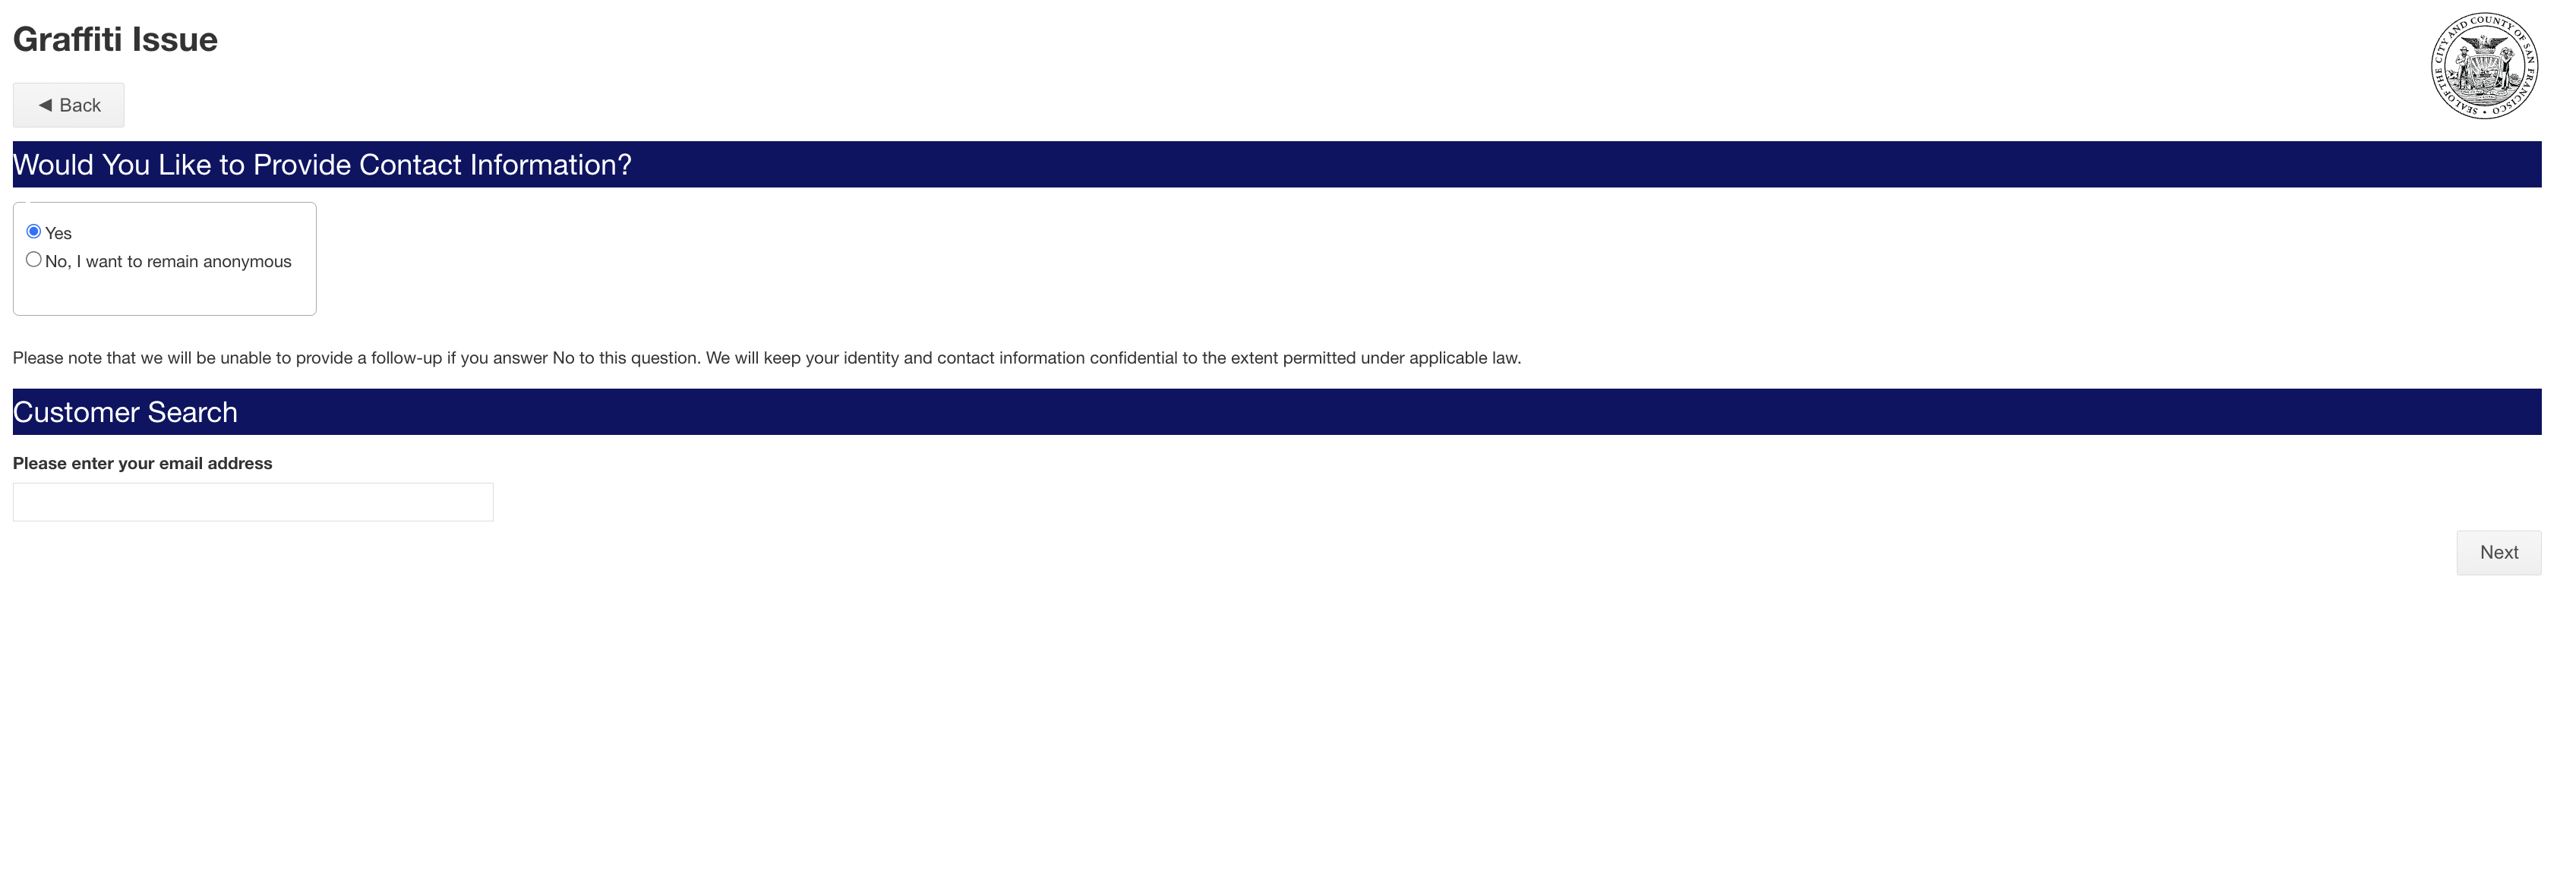 Graffiti Issue
SEAL OF THE CITY AND COUNTY OF SAN FRANCISCO
◀ Back
Would You Like to Provide Contact Information?
Yes
No, I want to remain anonymous
Please note that we will be unable to provide a follow-up if you answer No to this question. We will keep your identity and contact information confidential to the extent permitted under applicable law.
Customer Search
Please enter your email address
Next